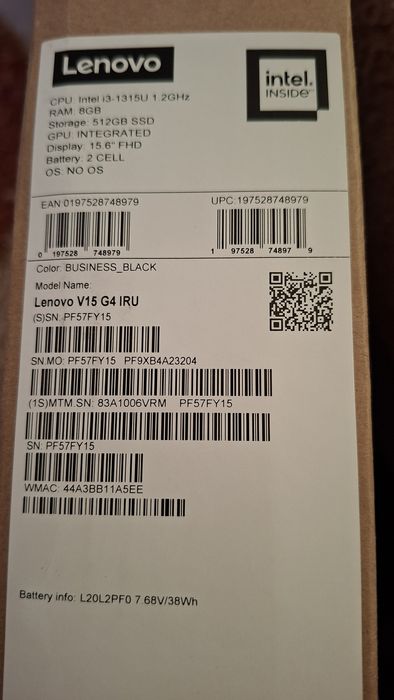 Lenovo
intel.
INSIDE™
CPU: Intel i3-1315U 1.2GHz
RAM: 8GB
Storage: 512GB SSD
GPU: INTEGRATED
Display: 15.6" FHD
Battery: 2 CELL
OS: NO OS
EAN:0197528748979
UPC:197528748979
0 197528 748979
1 97528 74897 9
Color: BUSINESS_BLACK
Model Name:
Lenovo V15 G4 IRU
(S)SN: PF57FY15
SN.MO: PF57FY15 PF9XB4A23204
(1S)MTM.SN: 83A1006VRM PF57FY15
SN: PF57FY15
WMAC: 44A3BB11A5EE
Battery info: L20L2PF0 7.68V/38Wh